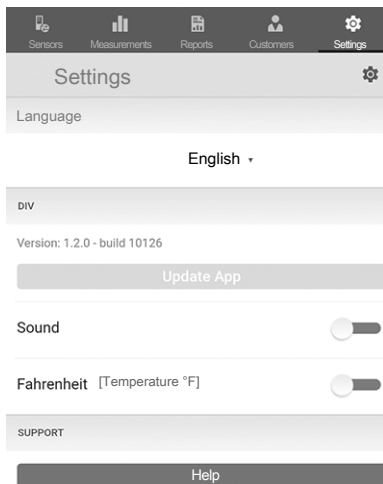 Sensors Measurements Reports Customers Settings
Settings
Language
English
DIV
Version: 1.2.0 - build 10126
Update App
Sound
Fahrenheit [Temperature °F]
SUPPORT
Help